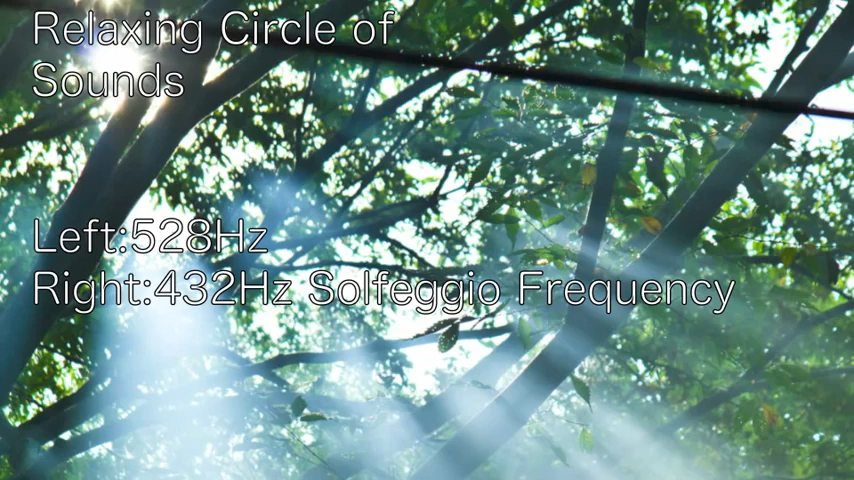 Relaxing Circle of
Sounds
Left:528Hz
Right:432Hz Solfeggio Frequency